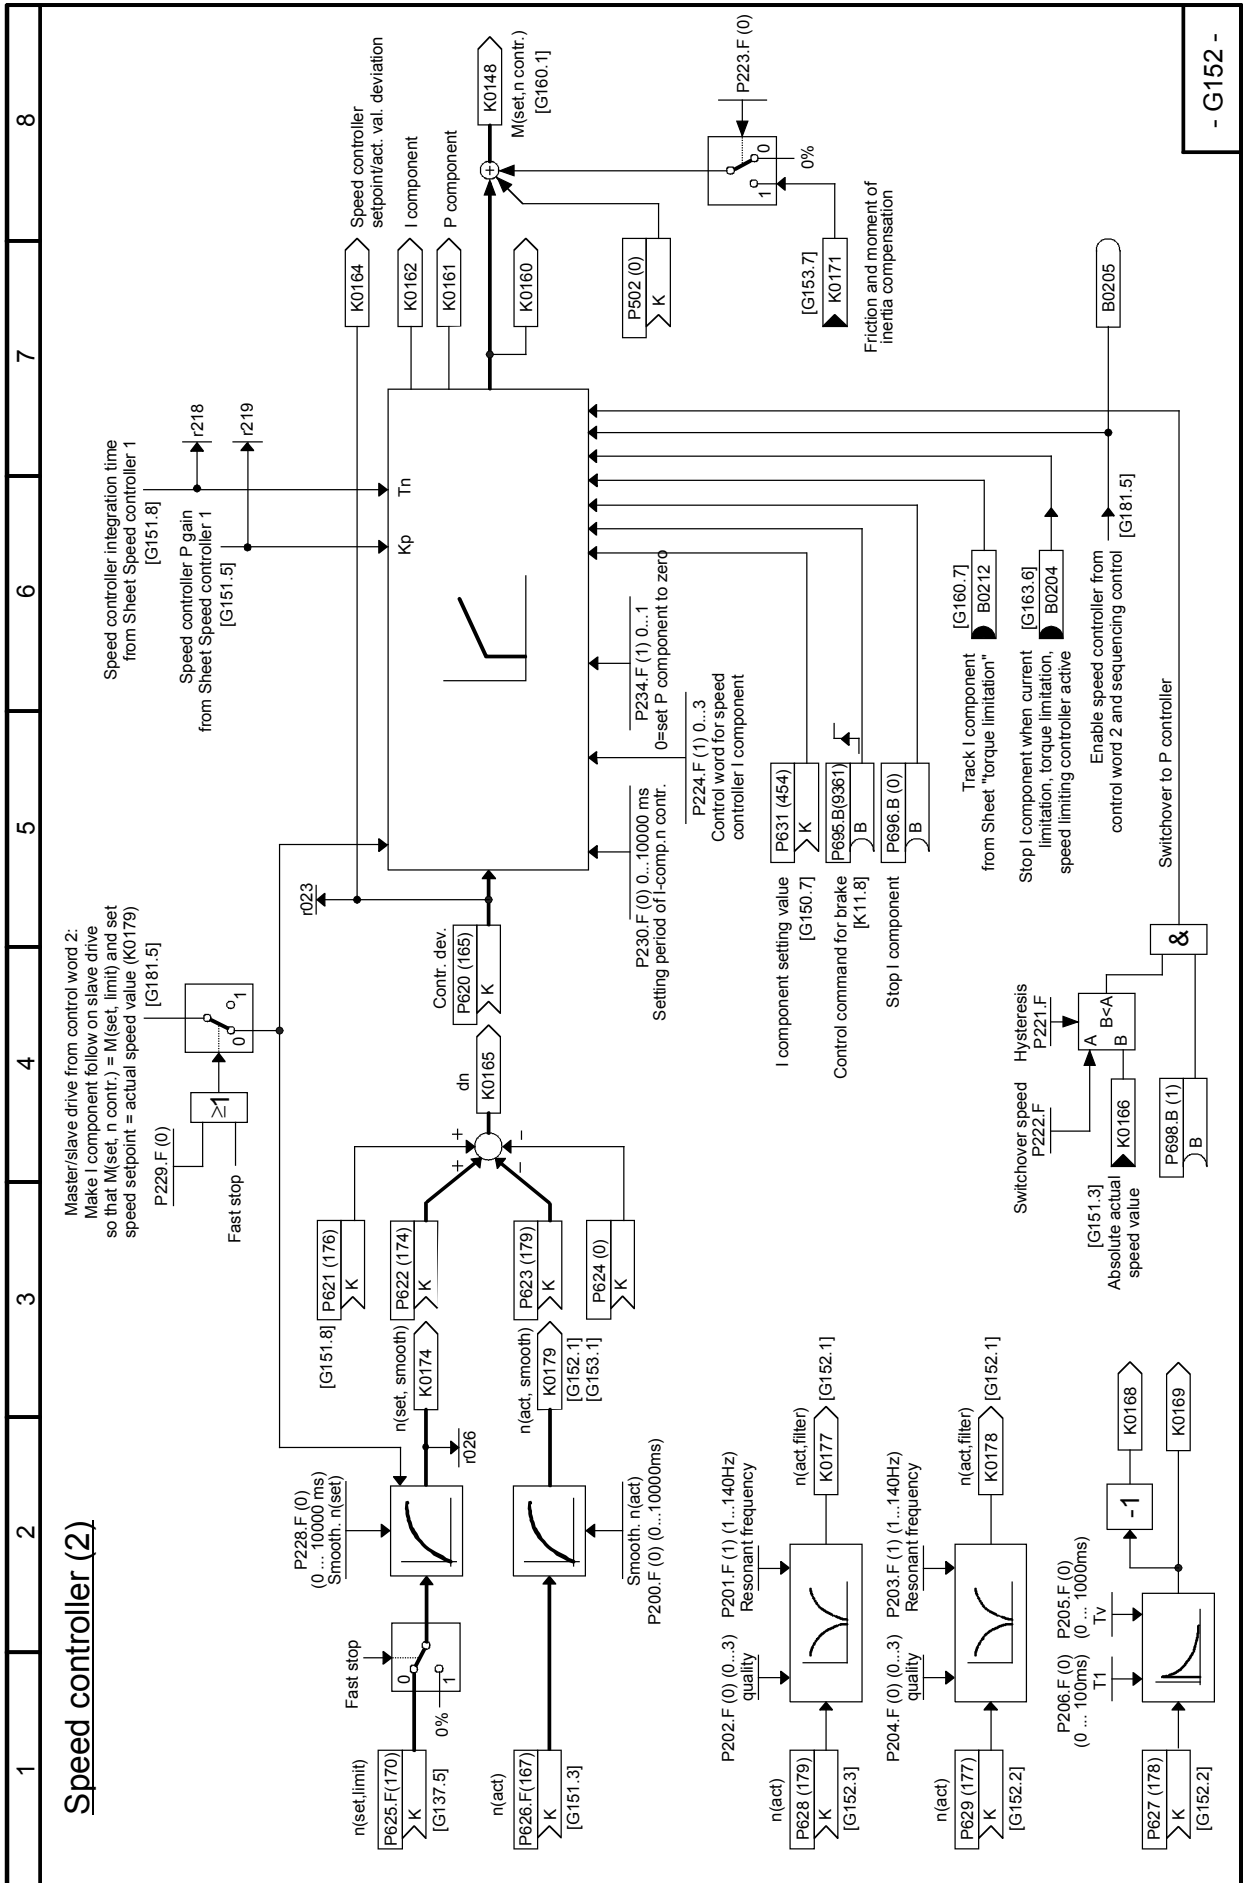 1
2
3
4
5
6
7
8
Speed controller (2)
Master/slave drive from control word 2:
Make I component follow on slave drive
so that M(set, n contr.) = M(set, limit) and set
speed setpoint = actual speed value (K0179)
[G181.5]
P229.F (0)
Fast stop
≥1
0
1
Speed controller integration time
from Sheet Speed controller 1
[G151.8]
r218
Speed controller P gain
from Sheet Speed controller 1
[G151.5]
r219
Kp
Tn
n(set,limit)
P625.F(170)
K
[G137.5]
Fast stop
0
1
0%
P228.F (0)
(0 ... 10000 ms)
Smooth. n(set)
r026
n(set, smooth)
K0174
[G151.8]
P621 (176)
K
P622 (174)
K
n(act)
P626.F(167)
K
[G151.3]
Smooth. n(act)
P200.F (0) (0...10000ms)
n(act, smooth)
K0179
[G152.1]
[G153.1]
P623 (179)
K
P624 (0)
K
+
+
−
−
dn
K0165
Contr. dev.
P620 (165)
K
r023
K0164
Speed controller
setpoint/act. val. deviation
K0162
I component
K0161
P component
K0160
+
K0148
M(set,n contr.)
[G160.1]
P502 (0)
K
P223.F (0)
1
0
0%
[G153.7]
K0171
Friction and moment of
inertia compensation
P230.F (0) 0...10000 ms
Setting period of I-comp.n contr.
P224.F (1) 0...3
Control word for speed
controller I component
P234.F (1) 0...1
0=set P component to zero
I component setting value
[G150.7]
P631 (454)
K
Control command for brake
[K11.8]
P695.B(9361)
B
Stop I component
P696.B (0)
B
Track I component
from Sheet "torque limitation"
[G160.7]
B0212
Stop I component when current
limitation, torque limitation,
speed limiting controller active
[G163.6]
B0204
Enable speed controller from
control word 2 and sequencing control
[G181.5]
B0205
Switchover to P controller
&
Switchover speed
P222.F
Hysteresis
P221.F
A
B<A
B
[G151.3]
Absolute actual
speed value
K0166
P698.B (1)
B
n(act)
P628 (179)
K
[G152.3]
P202.F (0) (0...3)
quality
P201.F (1) (1...140Hz)
Resonant frequency
n(act,filter)
K0177
[G152.1]
n(act)
P629 (177)
K
[G152.2]
P204.F (0) (0...3)
quality
P203.F (1) (1...140Hz)
Resonant frequency
n(act,filter)
K0178
[G152.1]
P627 (178)
K
[G152.2]
P206.F (0)
(0 ... 100ms)
T1
P205.F (0)
(0 ... 1000ms)
Tv
-1
K0168
K0169
- G152 -